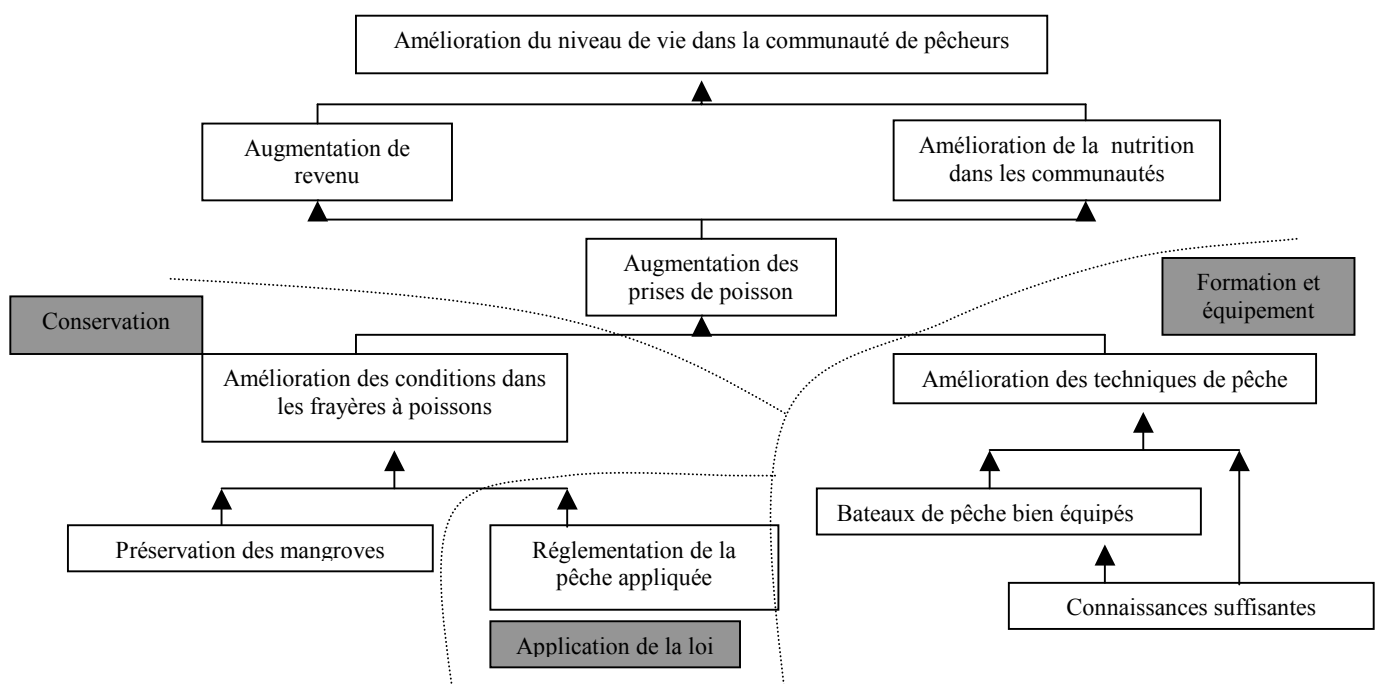 Amélioration du niveau de vie dans la communauté de pêcheurs
Augmentation de
revenu
Amélioration de la nutrition
dans les communautés
Augmentation des
prises de poisson
Formation et
équipement
Conservation
Amélioration des conditions dans
les frayères à poissons
Amélioration des techniques de pêche
Préservation des mangroves
Réglementation de la
pêche appliquée
Bateaux de pêche bien équipés
Connaissances suffisantes
Application de la loi